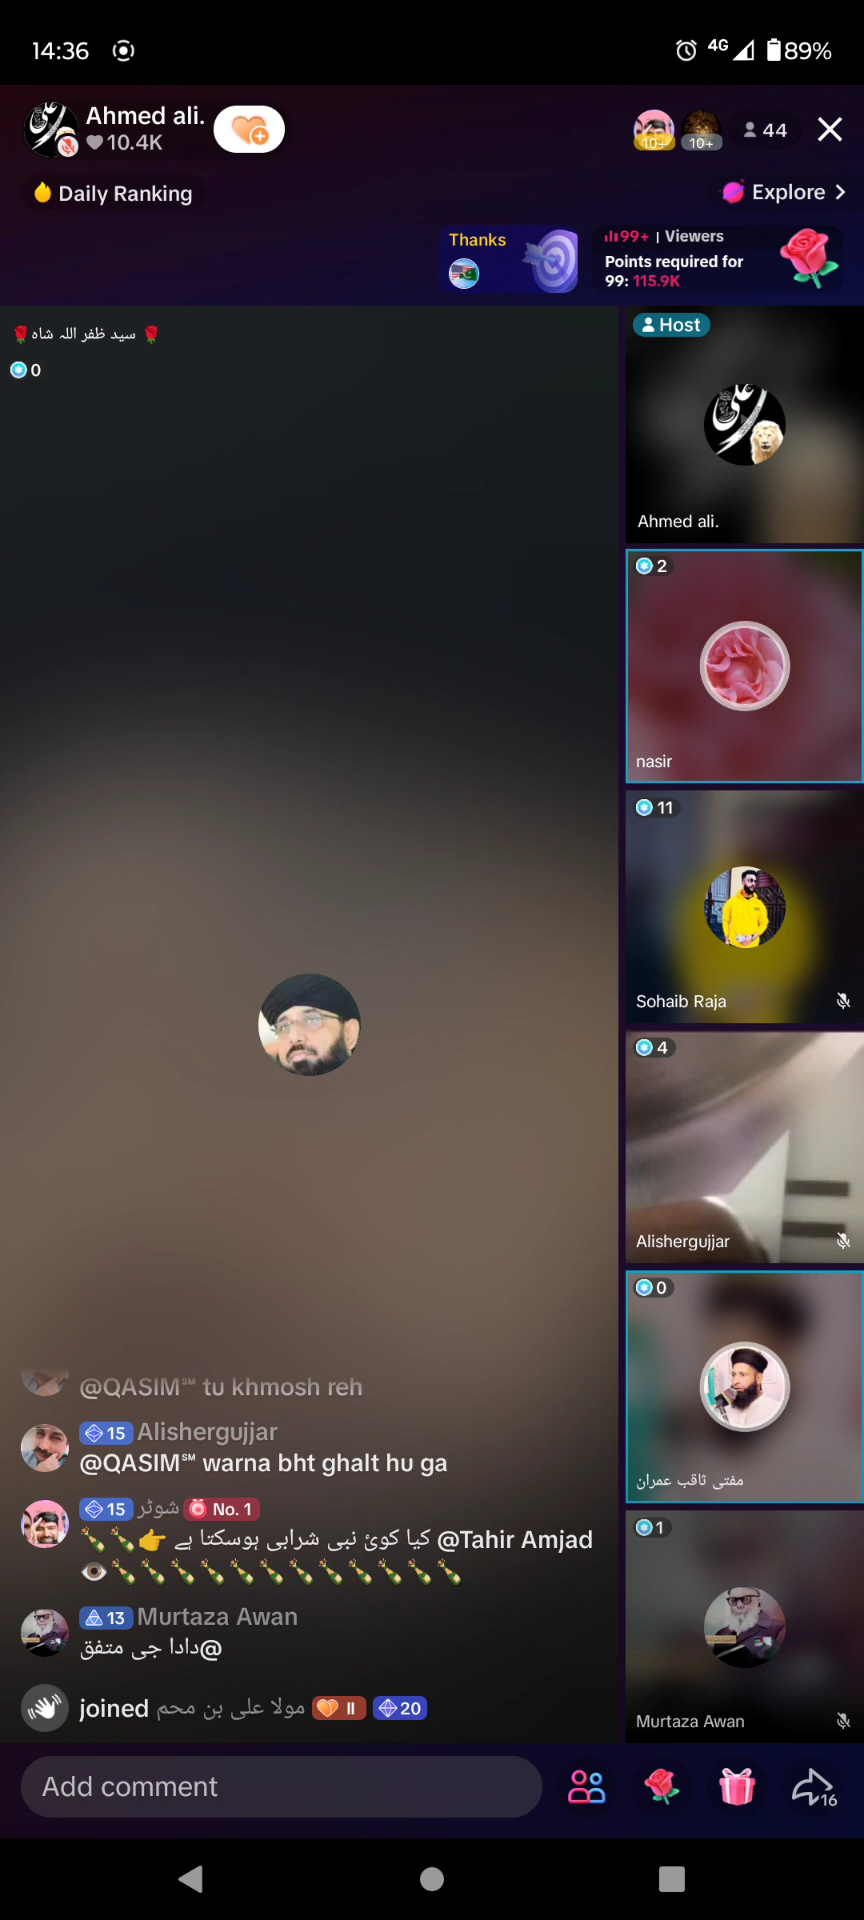 14:36
4G
89%
Ahmed ali.
10.4K
10+
10+
44
Daily Ranking
Explore
Thanks
99+ | Viewers
Points required for
99: 115.9K
🌹سید ظفر اللہ شاہ 🌹
0
Host
Ahmed ali.
2
nasir
11
Sohaib Raja
4
Alishergujjar
0
مفتی ثاقب عمران
1
Murtaza Awan
@QASIM℠ tu khmosh reh
15 Alishergujjar
@QASIM℠ warna bht ghalt hu ga
15 شوٹر No. 1
@Tahir Amjad کیا کوئ نبی شرابی ہوسکتا ہے 👉🍾🍾
👁🍾🍾🍾🍾🍾🍾🍾🍾🍾🍾🍾🍾
13 Murtaza Awan
@دادا جی متفق
joined مولا علی بن محم II 20
Add comment
16